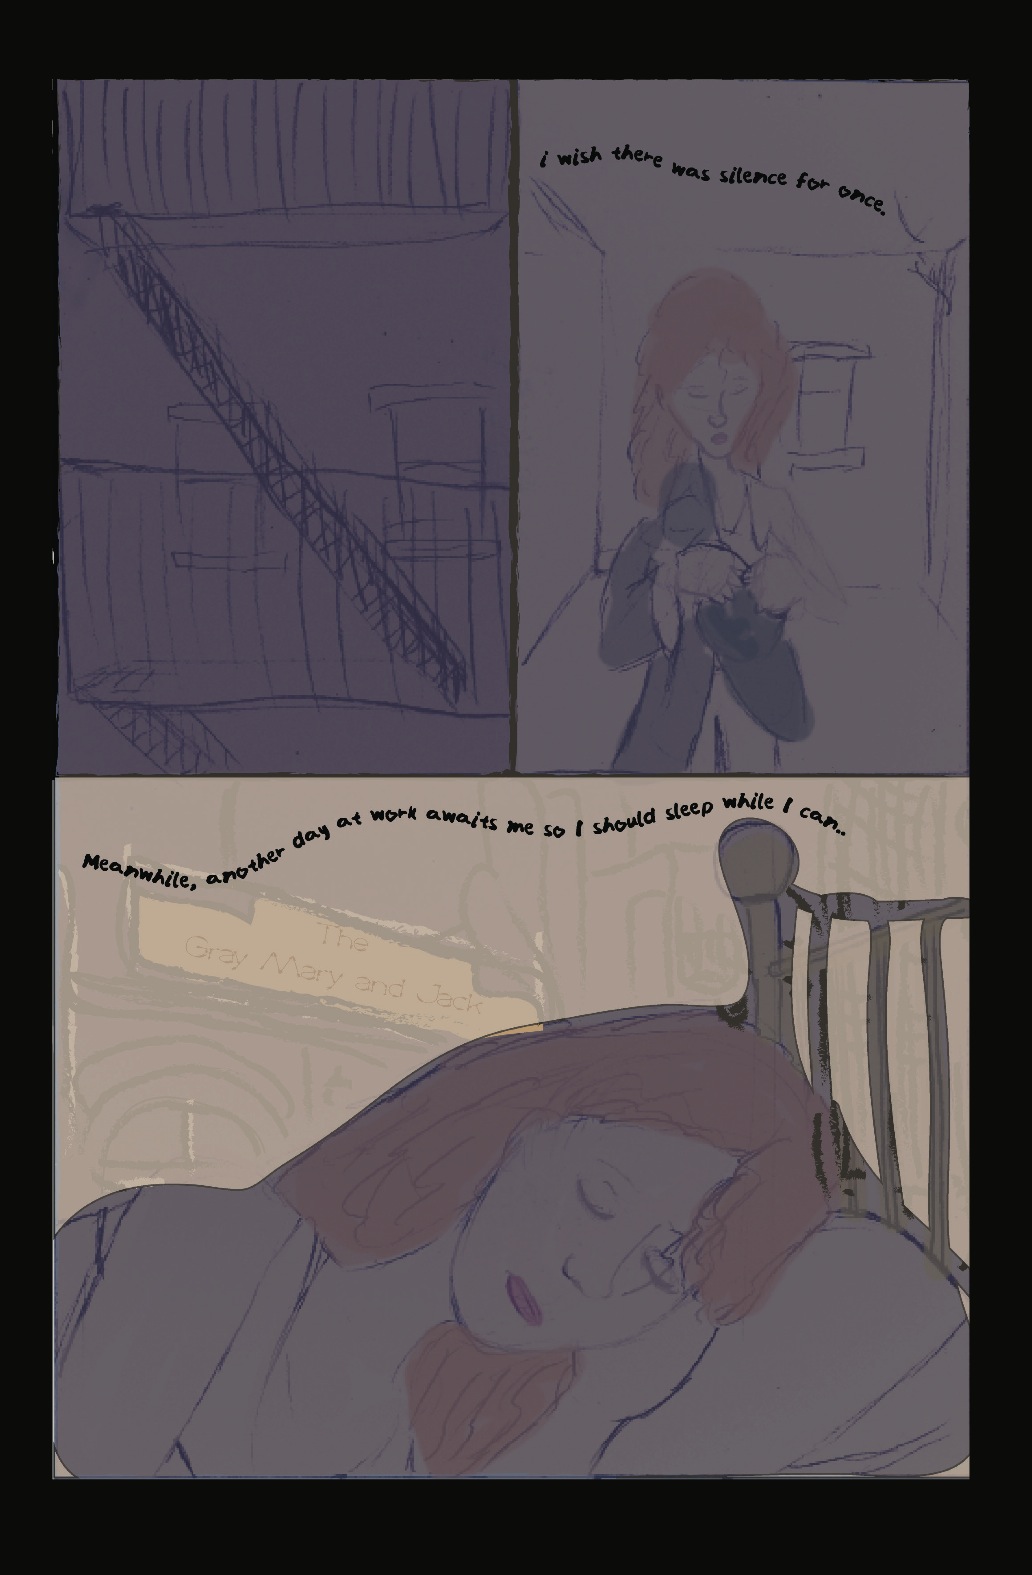 i wish there was silence for once.
Meanwhile, another day at work awaits me so I should sleep while I can..
The
Gray Mary and Jack